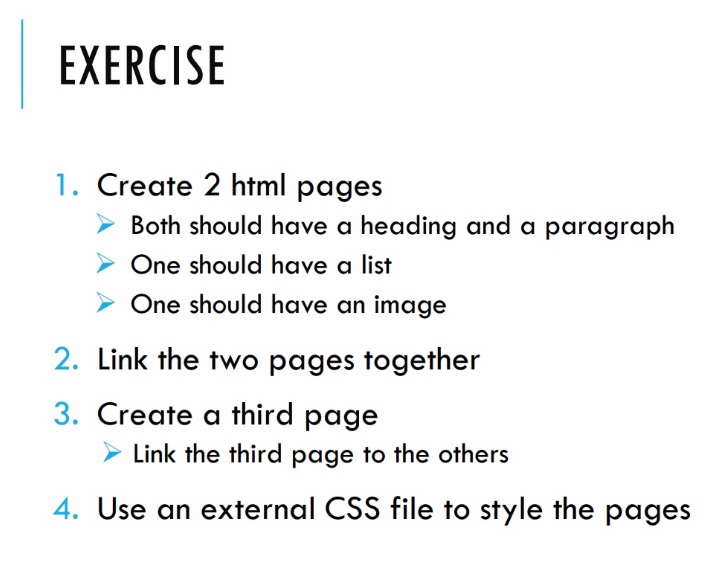 EXERCISE
1. Create 2 html pages
➢ Both should have a heading and a paragraph
➢ One should have a list
➢ One should have an image
2. Link the two pages together
3. Create a third page
➢ Link the third page to the others
4. Use an external CSS file to style the pages